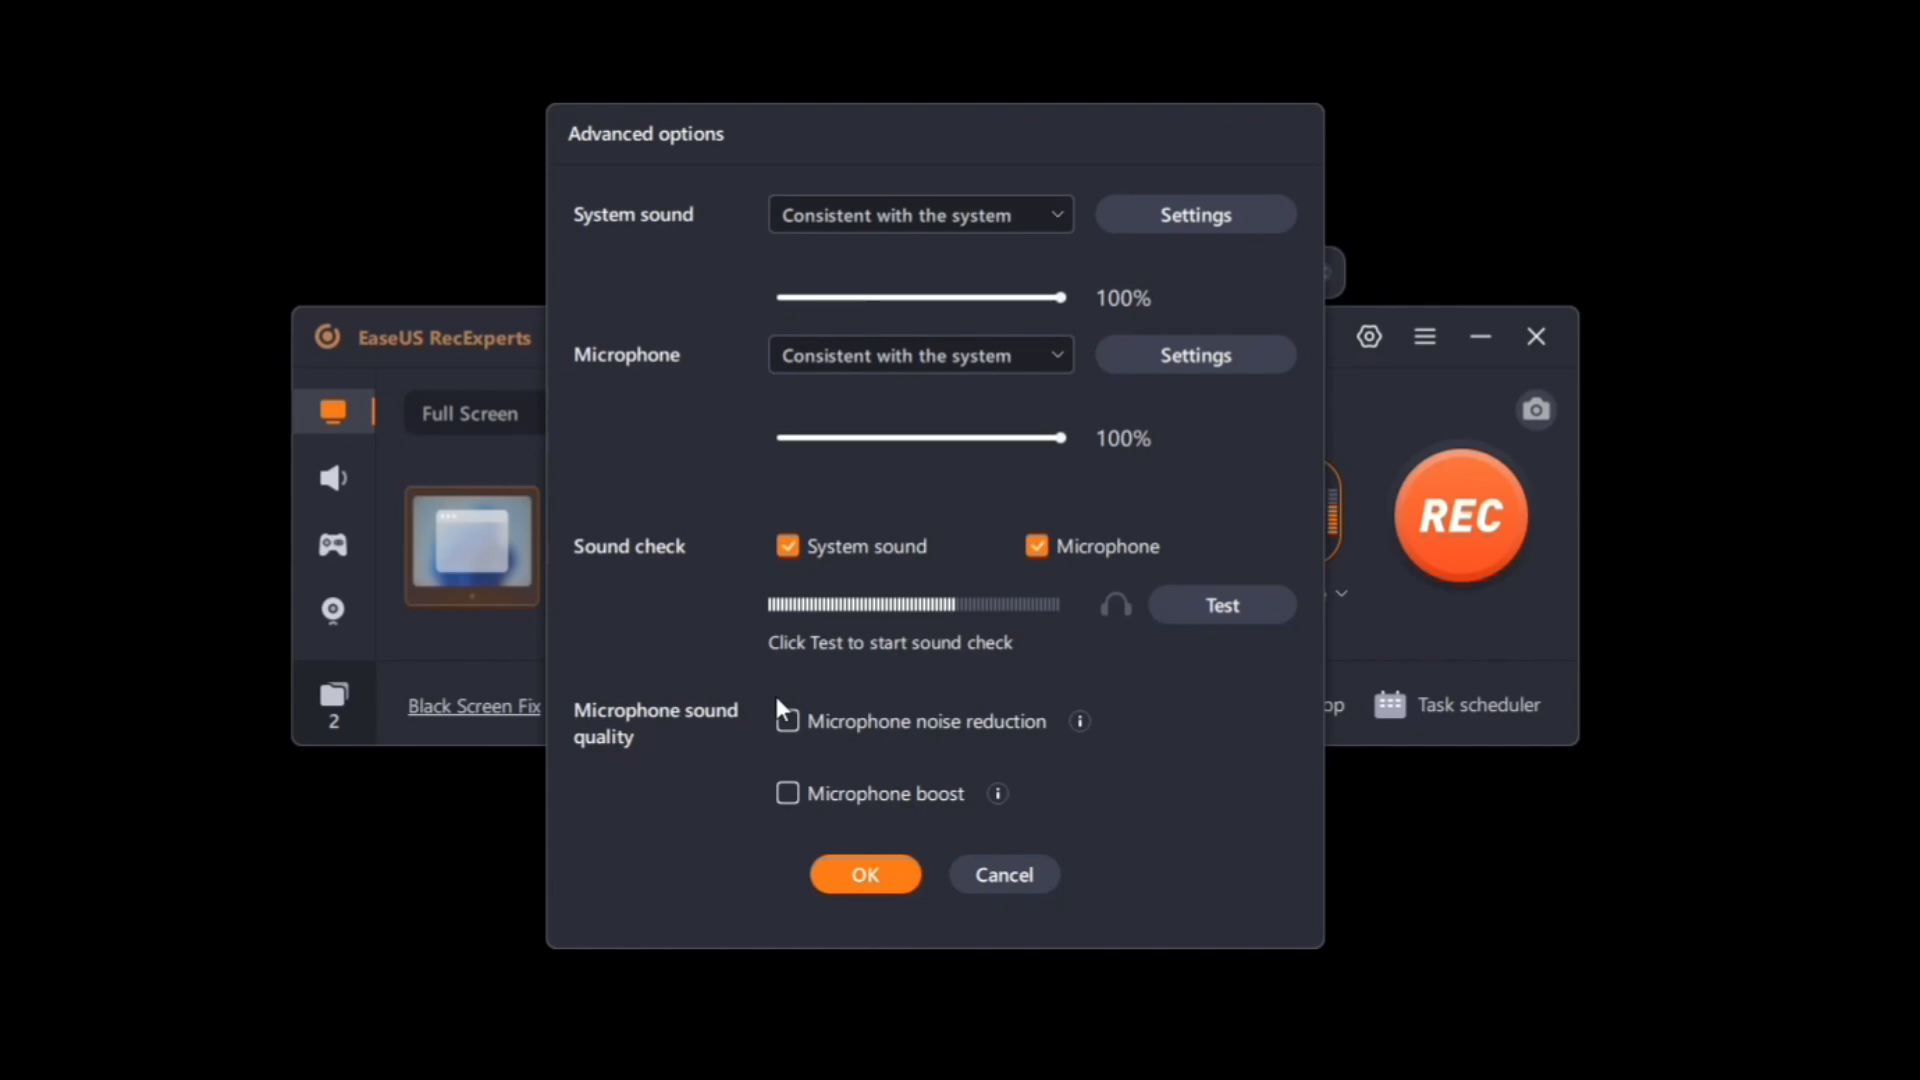 Advanced options
System sound
Consistent with the system
Settings
100%
Microphone
Consistent with the system
Settings
100%
Sound check
System sound
Microphone
Test
Click Test to start sound check
Microphone sound
quality
Microphone noise reduction
Microphone boost
OK
Cancel
EaseUS RecExperts
Full Screen
REC
2
Black Screen Fix
Task scheduler